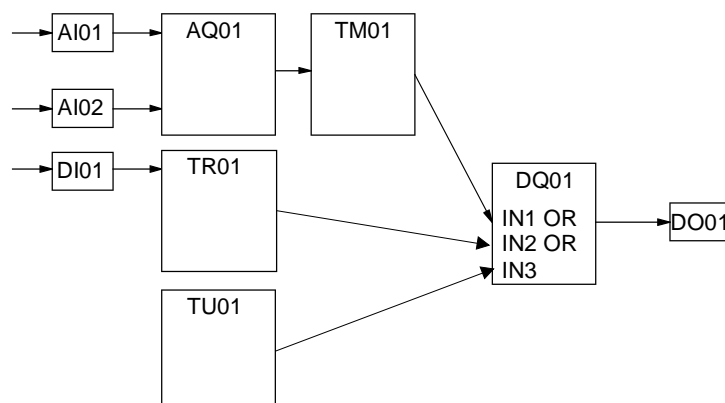 AI01
AQ01
TM01
AI02
DI01
TR01
DQ01
IN1 OR
IN2 OR
IN3
DO01
TU01